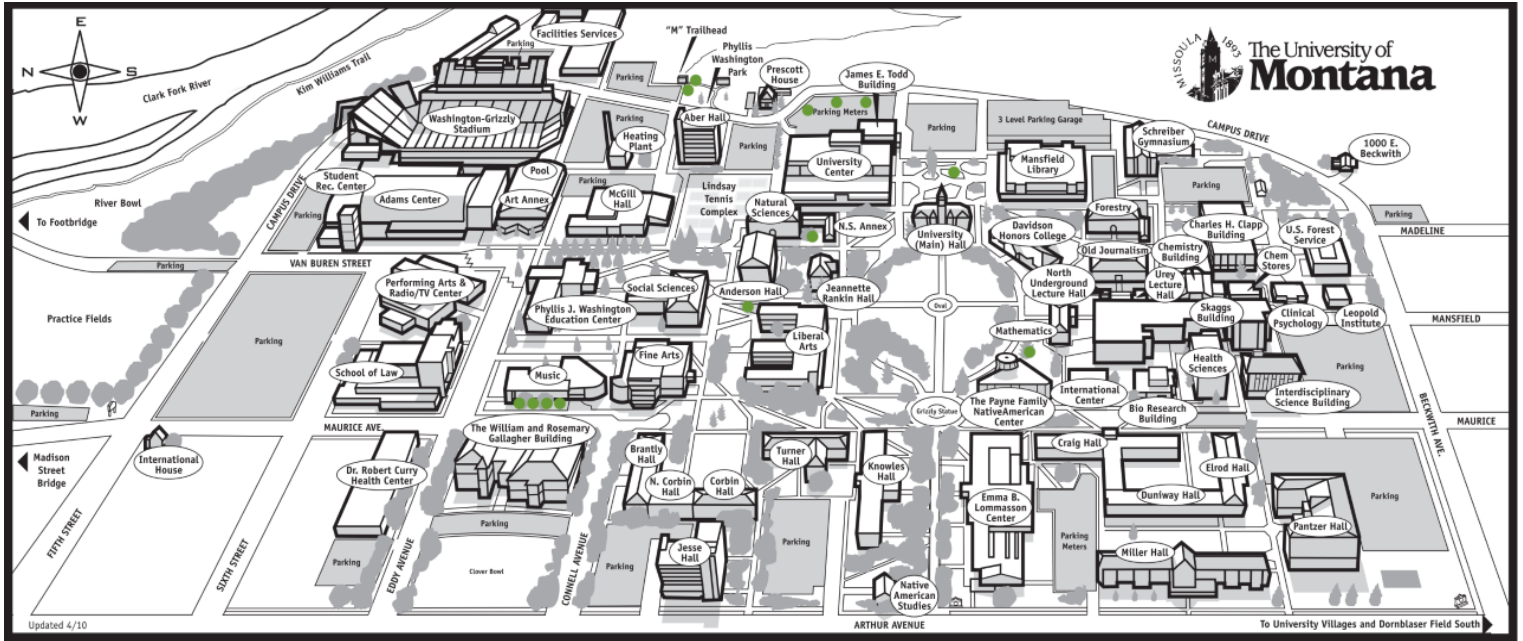 E
N
S
W
Clark Fork River
Kim Williams Trail
Facilities Services
Parking
"M" Trailhead
Phyllis
Washington
Park
Prescott
House
James E. Todd
Building
MISSOULA 1893
M
The University of
Montana
Parking
Parking Meters
Washington-Grizzly
Stadium
Parking
Aber Hall
Heating
Plant
Parking
Parking
3 Level Parking Garage
Schreiber
Gymnasium
CAMPUS DRIVE
1000 E.
Beckwith
University
Center
Mansfield
Library
Student
Rec. Center
Pool
Parking
River Bowl
CAMPUS DRIVE
Adams Center
Art Annex
McGill
Hall
Lindsay
Tennis
Complex
Natural
Sciences
Parking
To Footbridge
Parking
N.S. Annex
University
(Main) Hall
Davidson
Honors College
Forestry
Charles H. Clapp
Building
U.S. Forest
Service
Parking
MADELINE
Parking
VAN BUREN STREET
Old Journalism
Chemistry
Building
Chem
Stores
Performing Arts &
Radio/TV Center
Social Sciences
Anderson Hall
Jeannette
Rankin Hall
North
Underground
Lecture Hall
Urey
Lecture
Hall
Phyllis J. Washington
Education Center
Oval
Skaggs
Building
Clinical
Psychology
Leopold
Institute
MANSFIELD
Practice Fields
Parking
Liberal
Arts
Mathematics
School of Law
Music
Fine Arts
Health
Sciences
Parking
Parking
Grizzly Statue
The Payne Family
NativeAmerican
Center
International
Center
Bio Research
Building
Interdisciplinary
Science Building
BECKWITH AVE.
MAURICE AVE.
MAURICE
Madison
Street
Bridge
International
House
Dr. Robert Curry
Health Center
The William and Rosemary
Gallagher Building
Brantly
Hall
N. Corbin
Hall
Corbin
Hall
Turner
Hall
Knowles
Hall
Craig Hall
Elrod Hall
Emma B.
Lommasson
Center
Duniway Hall
Parking
Pantzer Hall
FIFTH STREET
SIXTH STREET
Parking
EDDY AVENUE
Parking
Clover Bowl
CONNELL AVENUE
Parking
Jesse
Hall
Parking
Parking
Meters
Miller Hall
Native
American
Studies
Updated 4/10
ARTHUR AVENUE
To University Villages and Dornblaser Field South